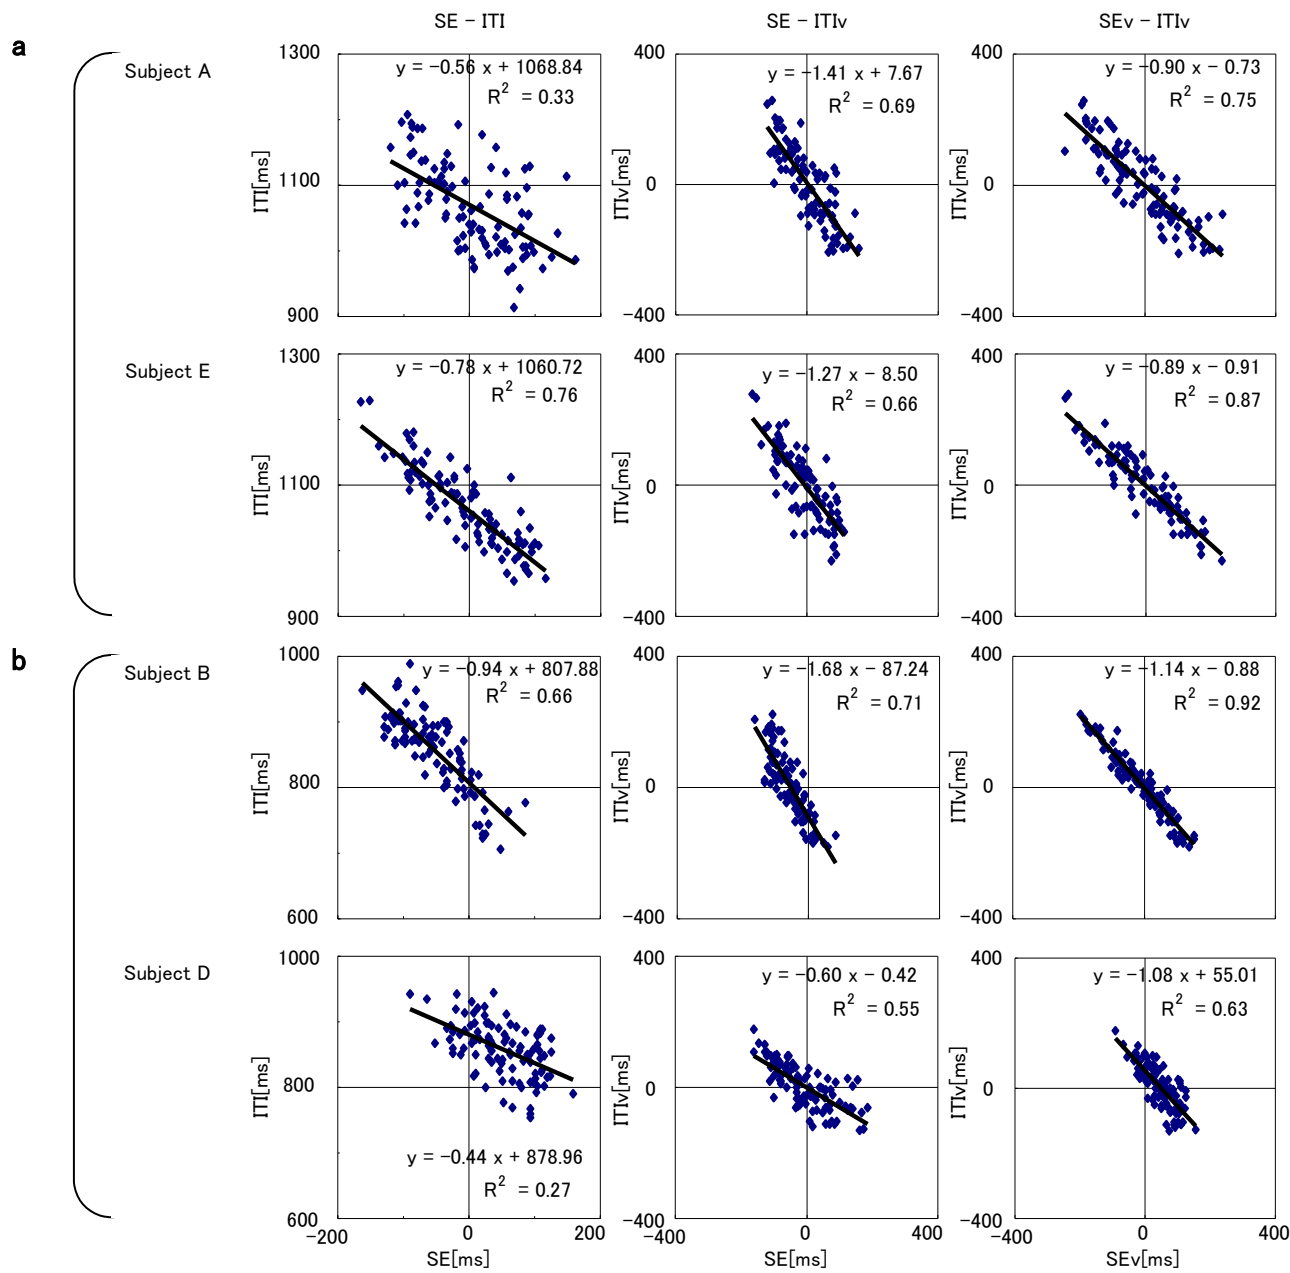 SE − ITI
SE − ITIv
SEv − ITIv
a
Subject A
1300
1100
900
ITI[ms]
y = −0.56 x + 1068.84
R² = 0.33
400
0
−400
ITIv[ms]
y = −1.41 x + 7.67
R² = 0.69
400
0
−400
ITIv[ms]
y = −0.90 x − 0.73
R² = 0.75
Subject E
1300
1100
900
ITI[ms]
y = −0.78 x + 1060.72
R² = 0.76
400
0
−400
ITIv[ms]
y = −1.27 x − 8.50
R² = 0.66
400
0
−400
ITIv[ms]
y = −0.89 x − 0.91
R² = 0.87
b
Subject B
1000
800
600
ITI[ms]
y = −0.94 x + 807.88
R² = 0.66
400
0
−400
ITIv[ms]
y = −1.68 x − 87.24
R² = 0.71
400
0
−400
ITIv[ms]
y = −1.14 x − 0.88
R² = 0.92
Subject D
1000
800
600
ITI[ms]
y = −0.44 x + 878.96
R² = 0.27
−200
0
200
SE[ms]
400
0
−400
ITIv[ms]
y = −0.60 x − 0.42
R² = 0.55
0
400
SE[ms]
400
0
−400
ITIv[ms]
y = −1.08 x + 55.01
R² = 0.63
−400
0
400
SEv[ms]